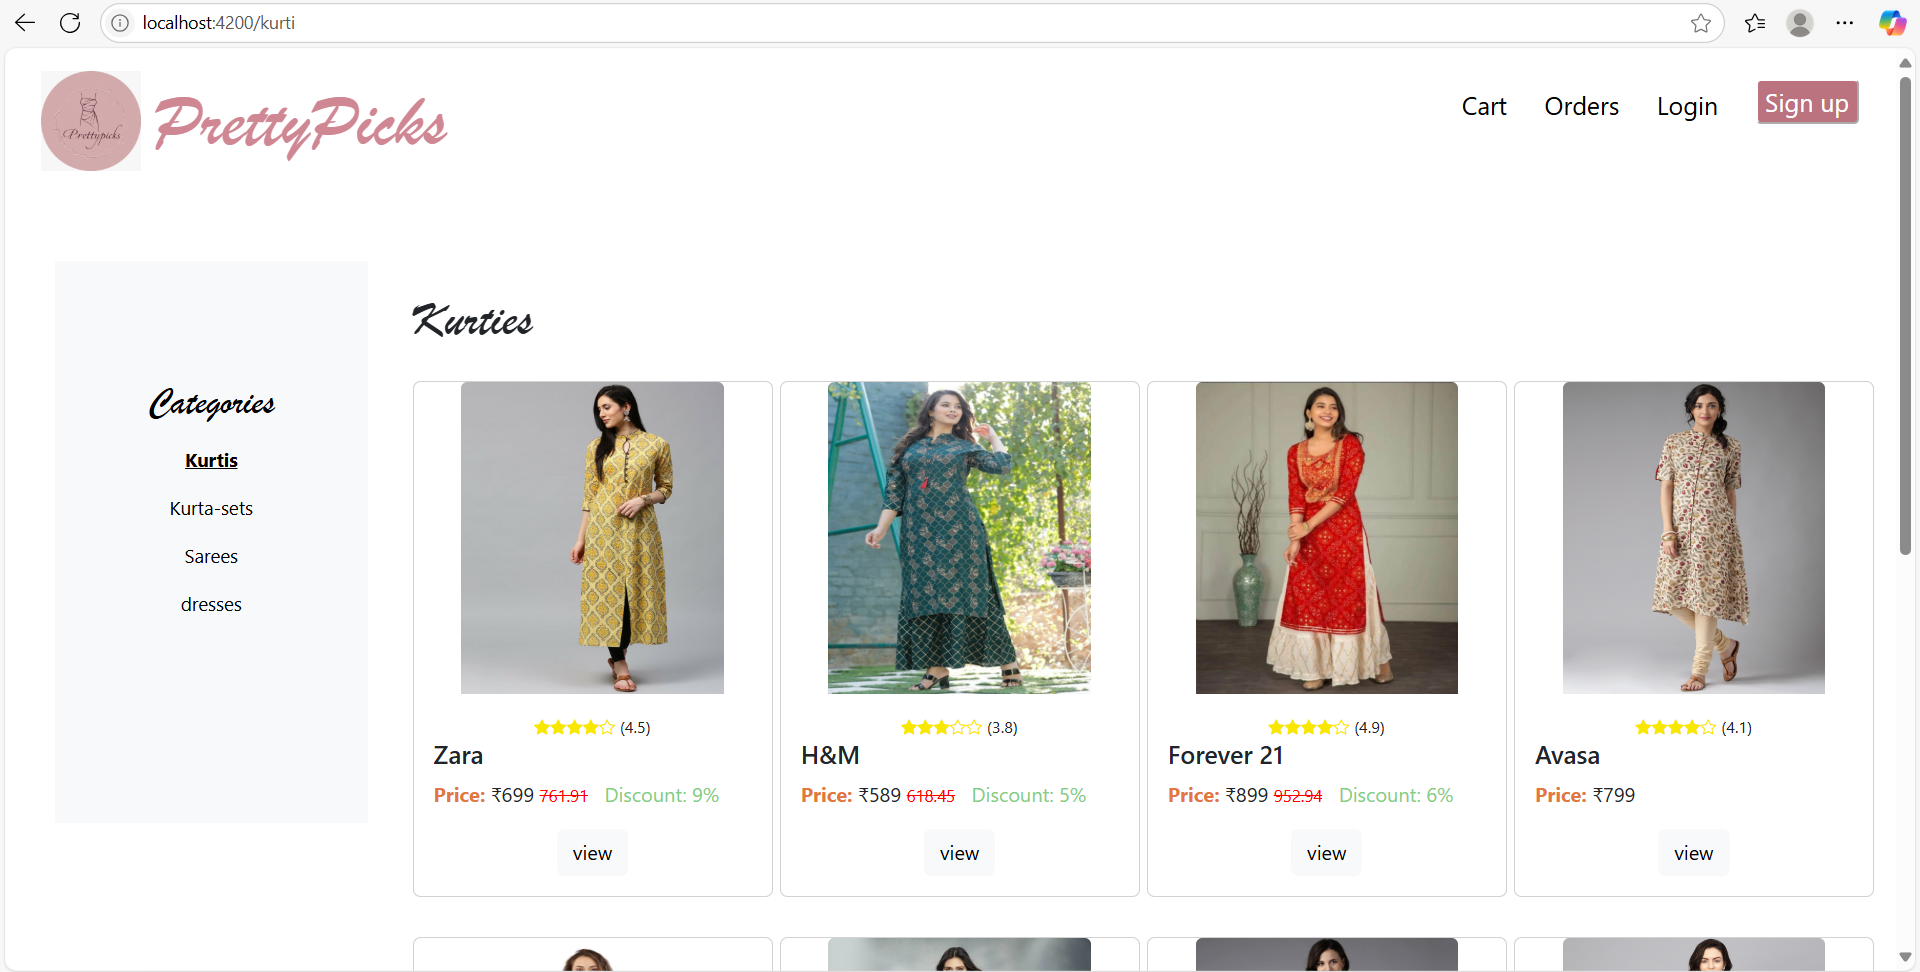 localhost:4200/kurti
Prettypicks
PrettyPicks
Cart Orders Login Sign up
Categories
Kurtis
Kurta-sets
Sarees
dresses
Kurties
(4.5)
Zara
Price: ₹699 761.91 Discount: 9%
view
(3.8)
H&M
Price: ₹589 618.45 Discount: 5%
view
(4.9)
Forever 21
Price: ₹899 952.94 Discount: 6%
view
(4.1)
Avasa
Price: ₹799
view